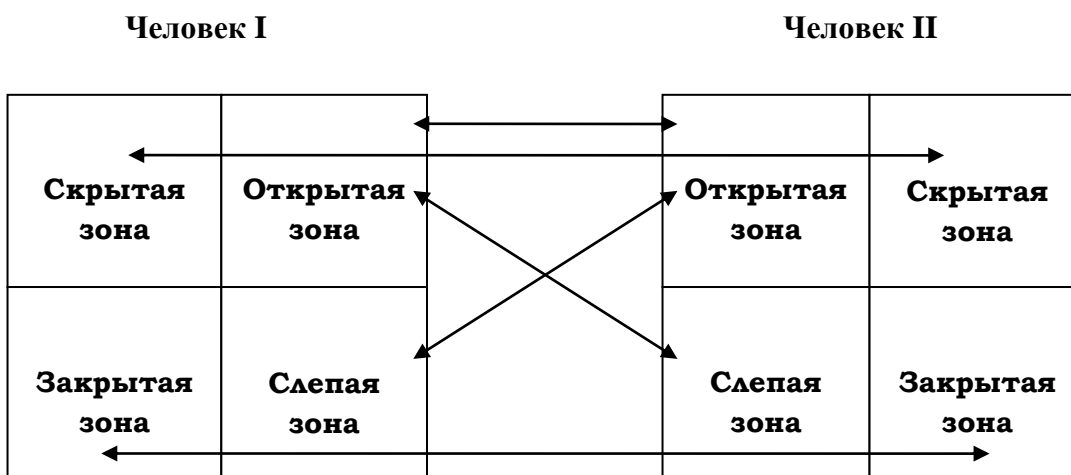 Человек I
Человек II
Скрытая
зона
Открытая
зона
Открытая
зона
Скрытая
зона
Закрытая
зона
Слепая
зона
Слепая
зона
Закрытая
зона